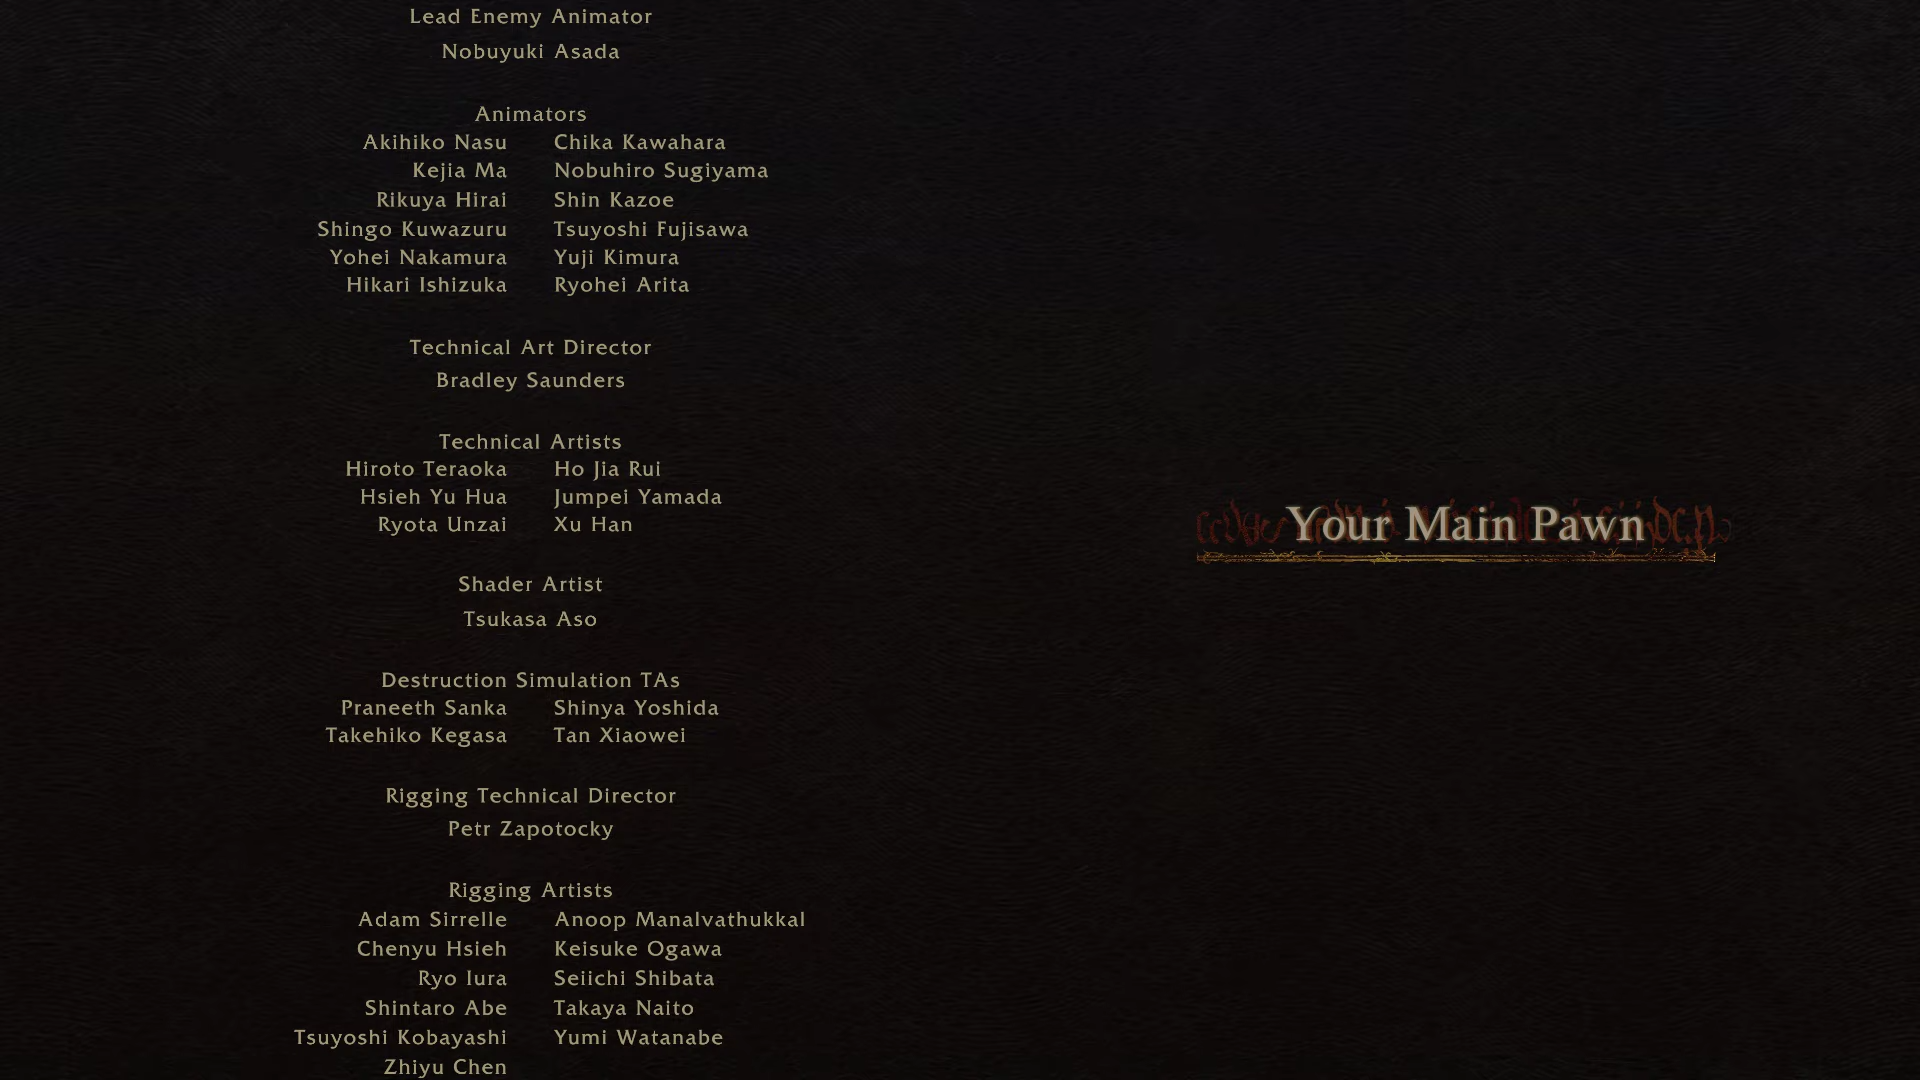 Lead Enemy Animator
Nobuyuki Asada
Animators
Akihiko Nasu Chika Kawahara
Kejia Ma Nobuhiro Sugiyama
Rikuya Hirai Shin Kazoe
Shingo Kuwazuru Tsuyoshi Fujisawa
Yohei Nakamura Yuji Kimura
Hikari Ishizuka Ryohei Arita
Technical Art Director
Bradley Saunders
Technical Artists
Hiroto Teraoka Ho Jia Rui
Hsieh Yu Hua Jumpei Yamada
Ryota Unzai Xu Han
Shader Artist
Tsukasa Aso
Destruction Simulation TAs
Praneeth Sanka Shinya Yoshida
Takehiko Kegasa Tan Xiaowei
Rigging Technical Director
Petr Zapotocky
Rigging Artists
Adam Sirrelle Anoop Manalvathukkal
Chenyu Hsieh Keisuke Ogawa
Ryo Iura Seiichi Shibata
Shintaro Abe Takaya Naito
Tsuyoshi Kobayashi Yumi Watanabe
Zhiyu Chen
Your Main Pawn